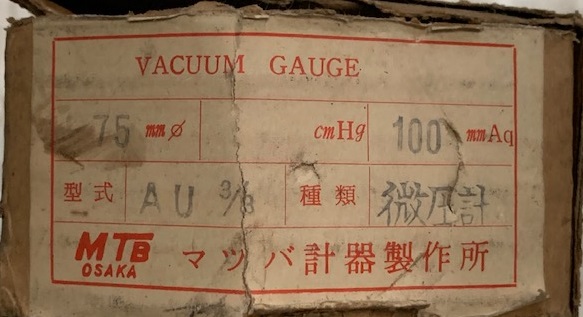 VACUUM GAUGE
75 mmφ cmHg 100 mmAq
型式 AU 3/8 種類 微圧計
MTB OSAKA マツバ計器製作所